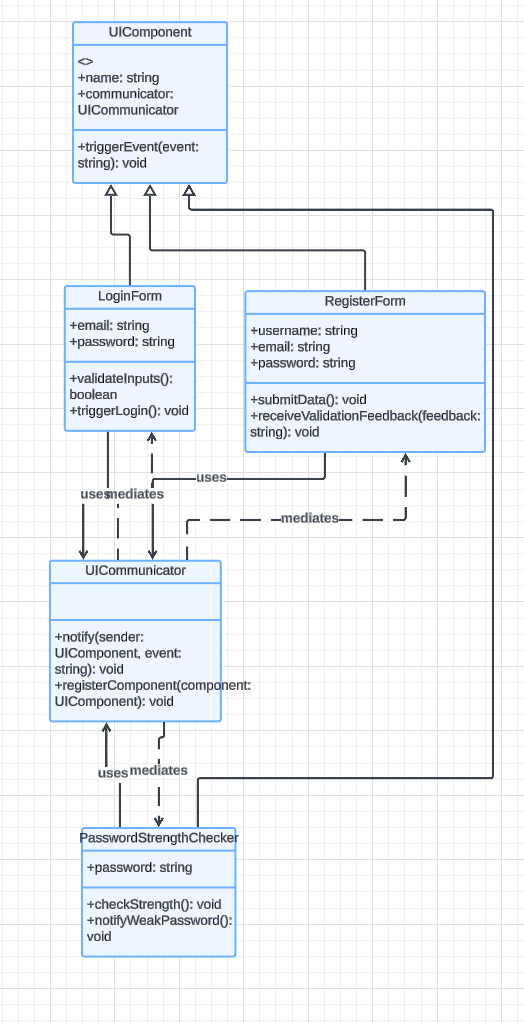 UIComponent
<>
+name: string
+communicator:
UICommunicator
+triggerEvent(event:
string): void
LoginForm
+email: string
+password: string
+validateInputs():
boolean
+triggerLogin(): void
RegisterForm
+username: string
+email: string
+password: string
+submitData(): void
+receiveValidationFeedback(feedback:
string): void
uses
uses
mediates
mediates
UICommunicator
+notify(sender:
UIComponent, event:
string): void
+registerComponent(component:
UIComponent): void
uses
mediates
PasswordStrengthChecker
+password: string
+checkStrength(): void
+notifyWeakPassword():
void